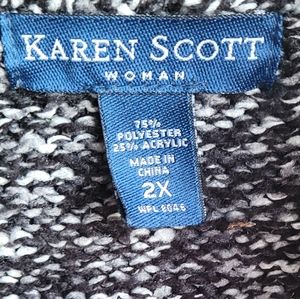 KAREN SCOTT
WOMAN
75%
POLYESTER
25% ACRYLIC
MADE IN
CHINA
2X